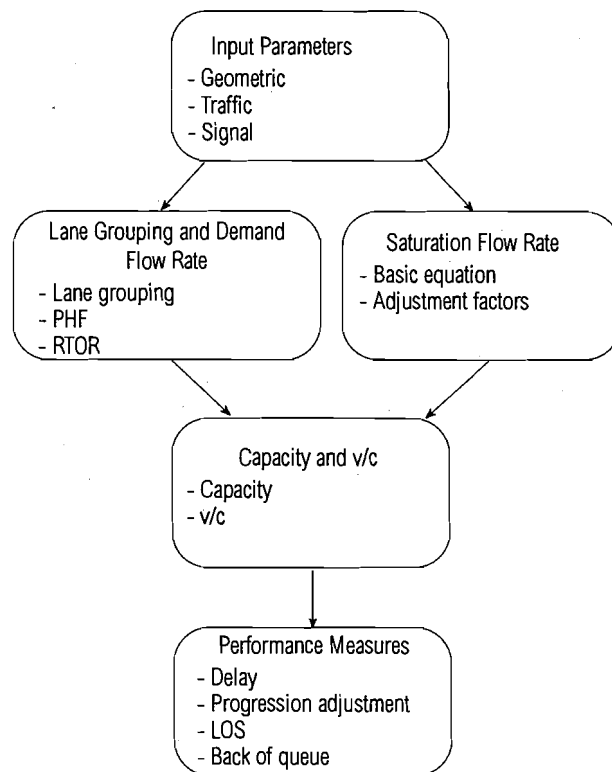 Input Parameters
- Geometric
- Traffic
- Signal
Lane Grouping and Demand
Flow Rate
- Lane grouping
- PHF
- RTOR
Saturation Flow Rate
- Basic equation
- Adjustment factors
Capacity and v/c
- Capacity
- v/c
Performance Measures
- Delay
- Progression adjustment
- LOS
- Back of queue